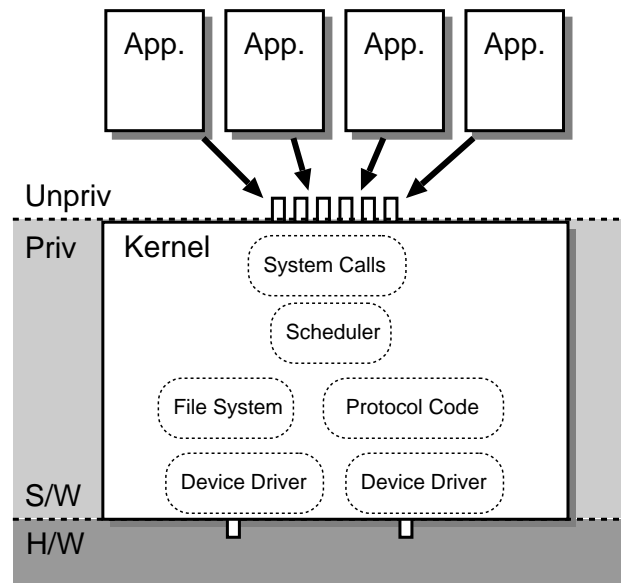 App.
App.
App.
App.
Unpriv
Priv
Kernel
System Calls
Scheduler
File System
Protocol Code
Device Driver
Device Driver
S/W
H/W